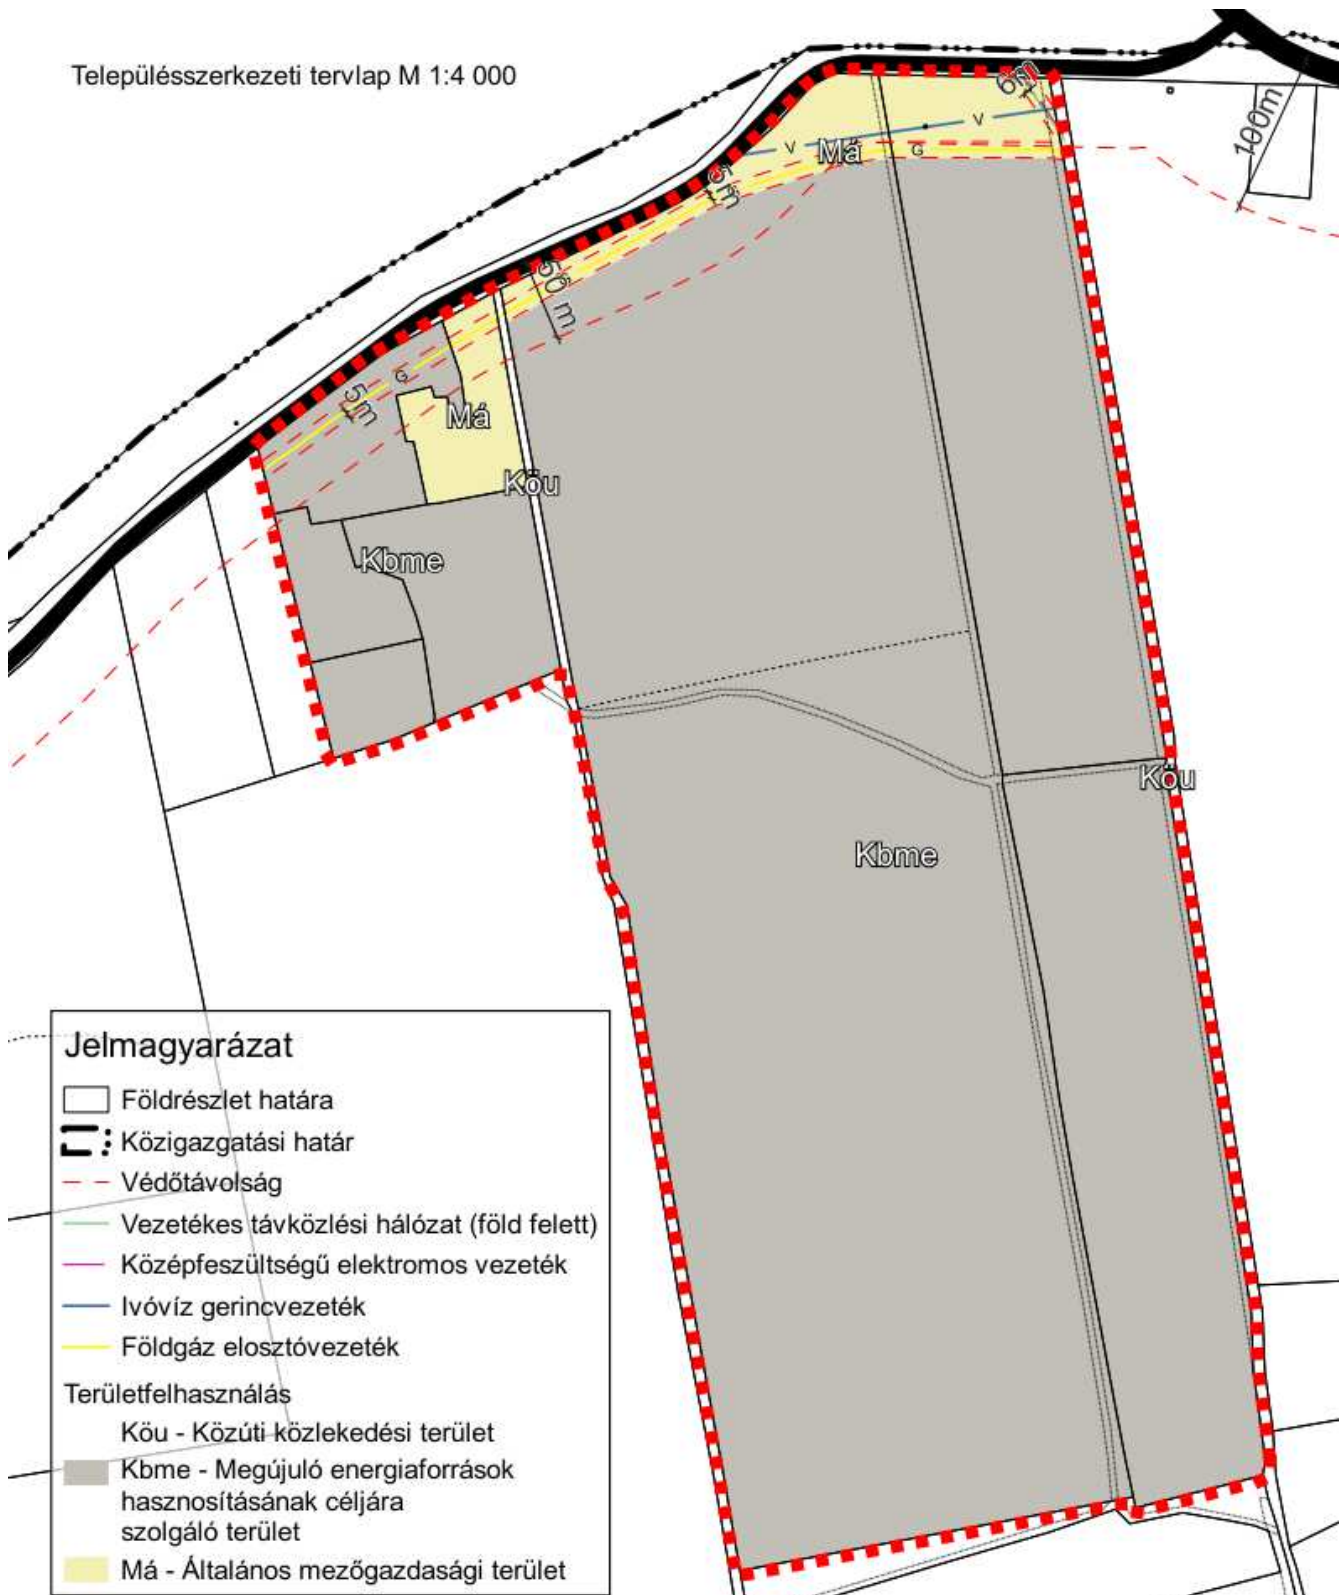 Településszerkezeti tervlap M 1:4 000
6m
100m
V
V
Má
G
5m
50 m
G
5m
Má
Köu
Kbme
Köu
Kbme
Jelmagyarázat
Földrészlet határa
Közigazgatási határ
Védőtávolság
Vezetékes távközlési hálózat (föld felett)
Középfeszültségű elektromos vezeték
Ivóvíz gerincvezeték
Földgáz elosztóvezeték
Területfelhasználás
Köu - Közúti közlekedési terület
Kbme - Megújuló energiaforrások
hasznosításának céljára
szolgáló terület
Má - Általános mezőgazdasági terület